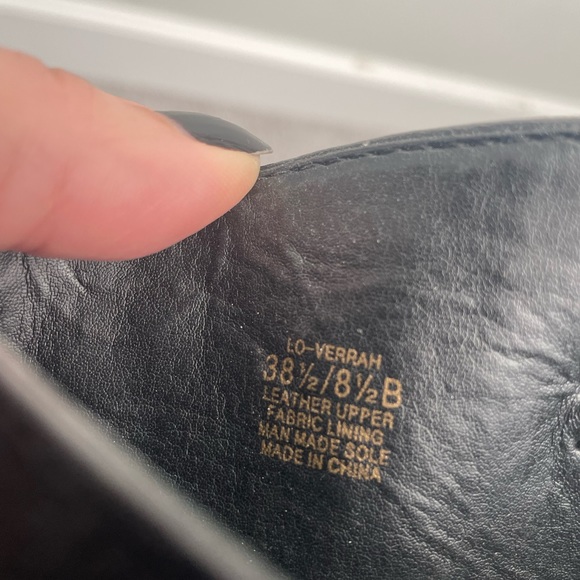 LO-VERRAH
38½/8½B
LEATHER UPPER
FABRIC LINING
MAN MADE SOLE
MADE IN CHINA